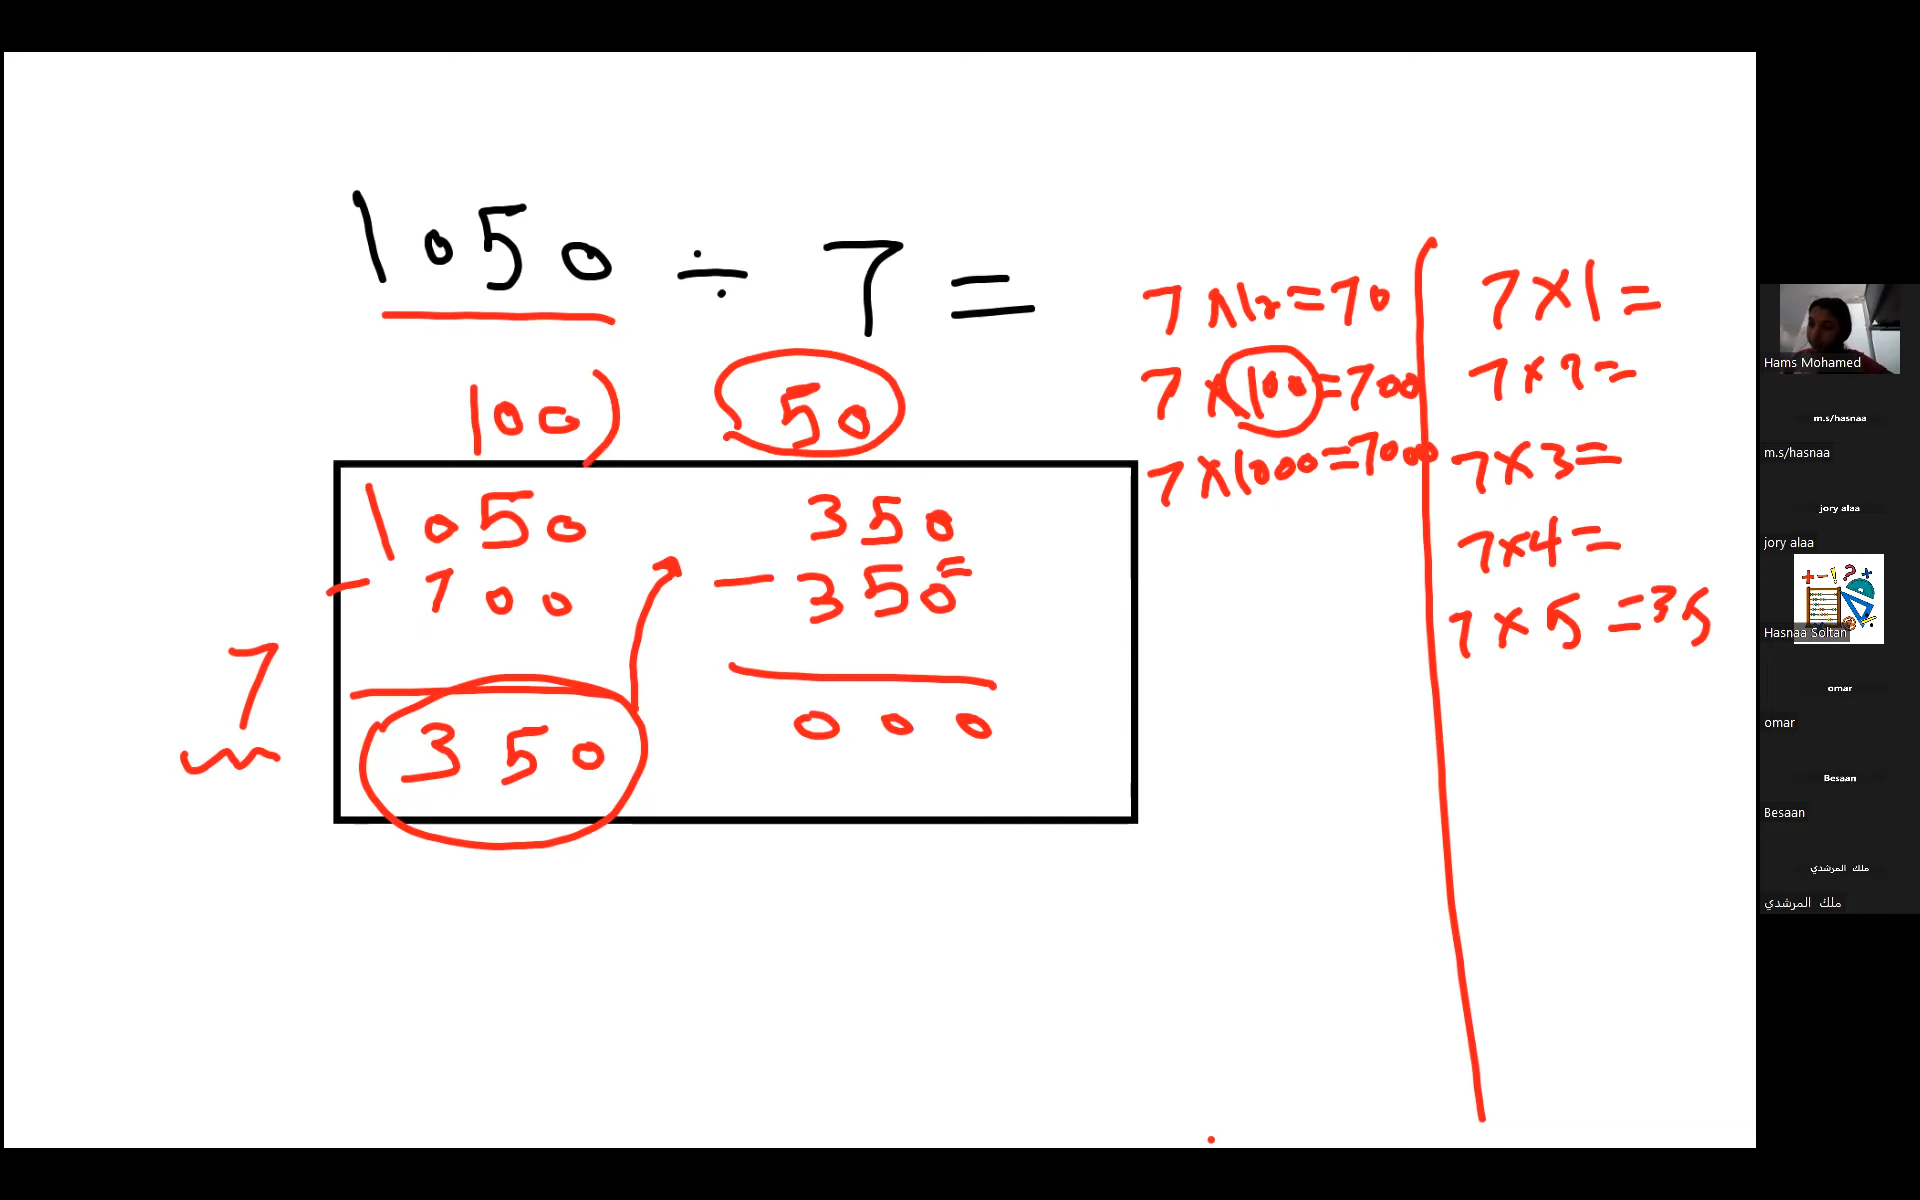 1050 ÷ 7 =
100) 50
1050 350
- 700 - 350 =
7
350 000
7 x 10 = 70
7 x 100 = 700
7 x 1000 = 7000
7 x 1 =
7 x 2 =
7 x 3 =
7 x 4 =
7 x 5 = 35
Hams Mohamed
m.s/hasnaa
m.s/hasnaa
jory alaa
jory alaa
Hasnaa Soltan
omar
omar
Besaan
Besaan
ملك المرشدي
ملك المرشدي